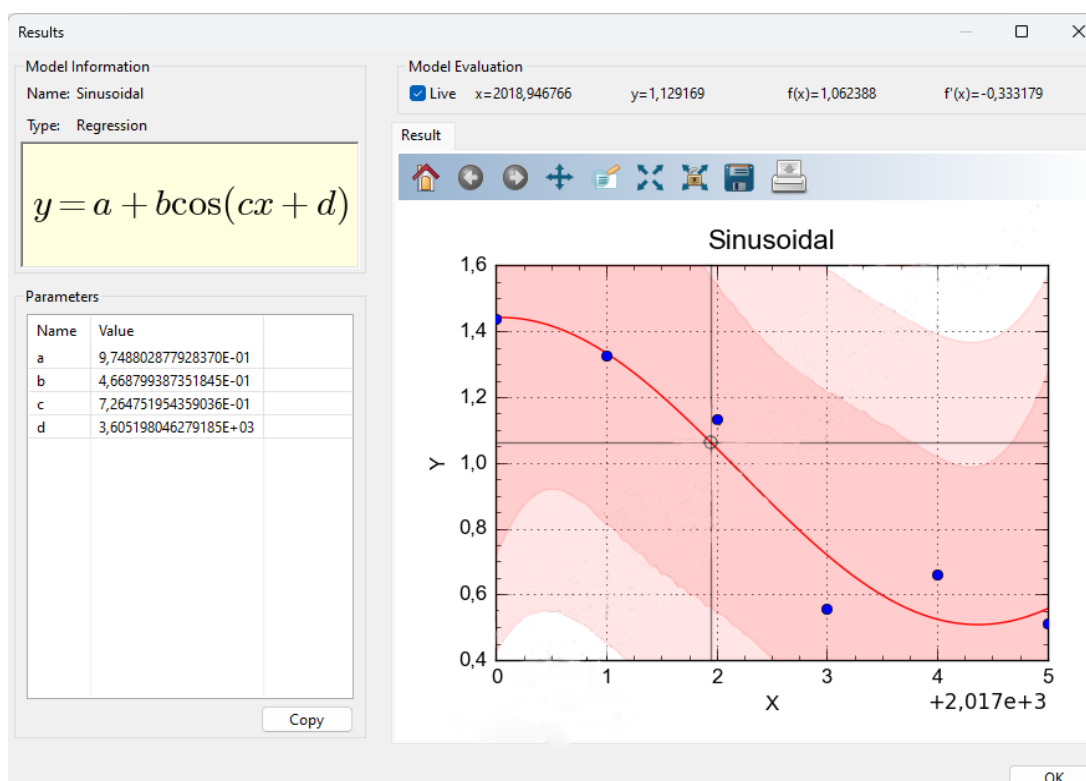 Results
Model Information
Name: Sinusoidal
Type: Regression
y = a + bcos(cx + d)
Parameters
Name Value
a 9,748802877928370E-01
b 4,668799387351845E-01
c 7,264751954359036E-01
d 3,605198046279185E+03
Copy
Model Evaluation
Live x=2018,946766 y=1,129169 f(x)=1,062388 f'(x)=-0,333179
Result
Sinusoidal
1,6
1,4
1,2
1,0
0,8
0,6
0,4
Y
0 1 2 3 4 5
X
+2,017e+3
OK